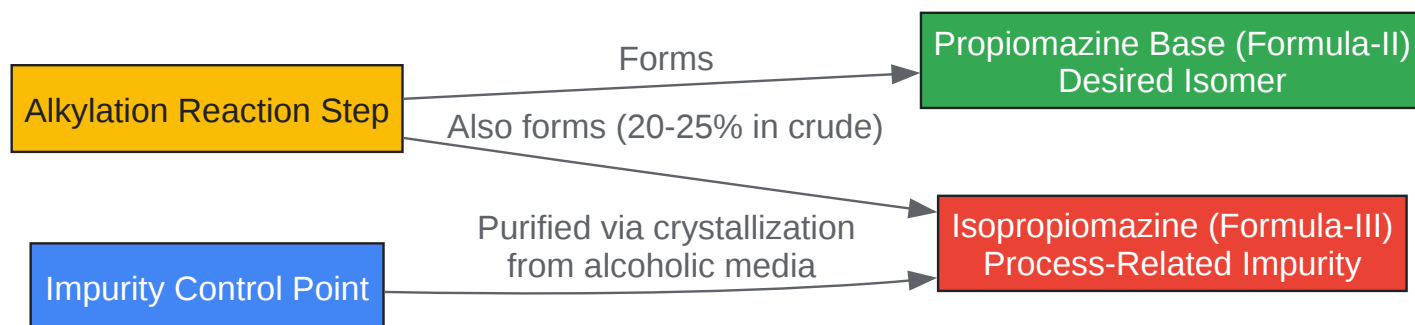 Alkylation Reaction Step
Forms
Propiomazine Base (Formula-II)
Desired Isomer
Also forms (20-25% in crude)
Isopropiomazine (Formula-III)
Process-Related Impurity
Purified via crystallization
from alcoholic media
Impurity Control Point